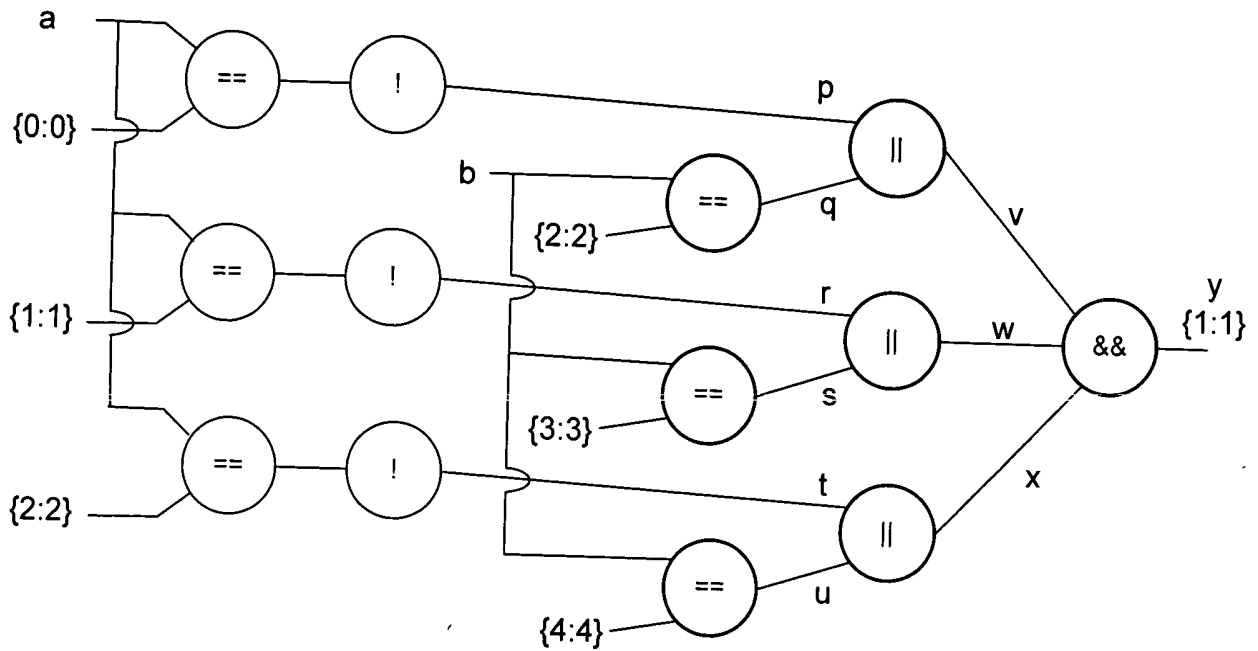 a
== !
{0:0}
p
||
b
==
q
{2:2}
v
== !
{1:1}
r
||
w
y
{1:1}
&&
==
s
{3:3}
== !
{2:2}
t
||
x
==
u
{4:4}